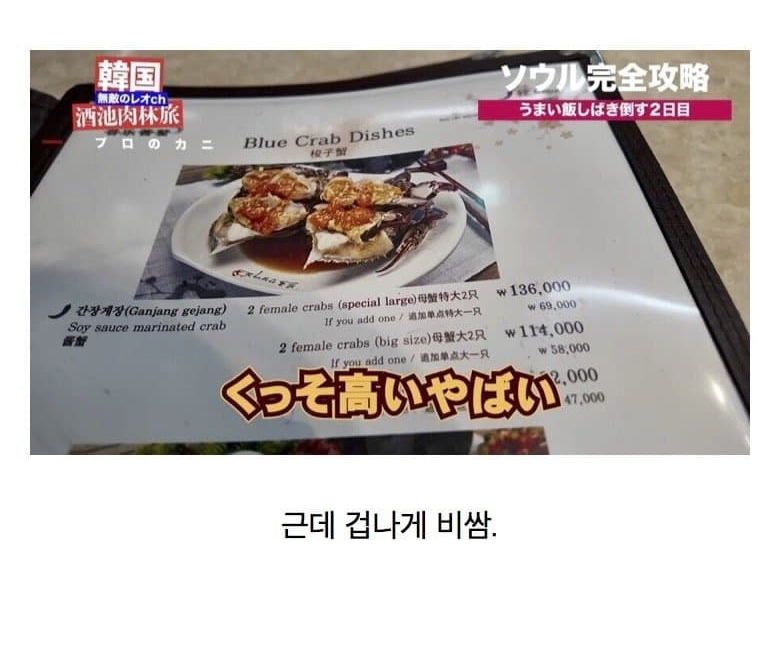 韓国
無敵のレオch
酒池肉林旅
プロのカニ
ソウル完全攻略
うまい飯しばき倒す2日目
Blue Crab Dishes
梭子蟹
간장게장(Ganjang gejang)
Soy sauce marinated crab
酱蟹
2 female crabs (special large)母蟹特大2只 ₩136,000
If you add one / 追加单点特大一只 ₩69,000
2 female crabs (big size)母蟹大2只 ₩114,000
If you add one / 追加单点大一只 ₩58,000
2,000
47,000
くっそ高いやばい
근데 겁나게 비쌈.